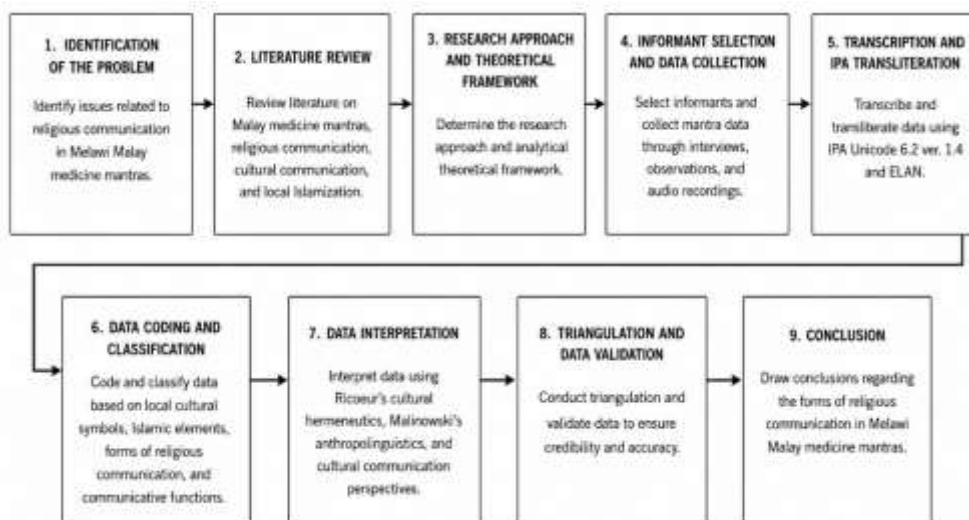 1. IDENTIFICATION
OF THE PROBLEM
Identify issues related to
religious communication
in Melawi Malay
medicine mantras.
2. LITERATURE REVIEW
Review literature on
Malay medicine mantras,
religious communication,
cultural communication,
and local Islamization.
3. RESEARCH APPROACH
AND THEORETICAL
FRAMEWORK
Determine the research
approach and analytical
theoretical framework.
4. INFORMANT SELECTION
AND DATA COLLECTION
Select informants and
collect mantra data
through interviews,
observations, and
audio recordings.
5. TRANSCRIPTION AND
IPA TRANSLITERATION
Transcribe and
transliterate data using
IPA Unicode 6.2 ver. 1.4
and ELAN.
6. DATA CODING AND
CLASSIFICATION
Code and classify data
based on local cultural
symbols, Islamic elements,
forms of religious
communication, and
communicative functions.
7. DATA INTERPRETATION
Interpret data using
Ricoeur's cultural
hermeneutics, Malinowski's
anthropolinguistics, and
cultural communication
perspectives.
8. TRIANGULATION AND
DATA VALIDATION
Conduct triangulation and
validate data to ensure
credibility and accuracy.
9. CONCLUSION
Draw conclusions regarding
the forms of religious
communication in Melawi
Malay medicine mantras.